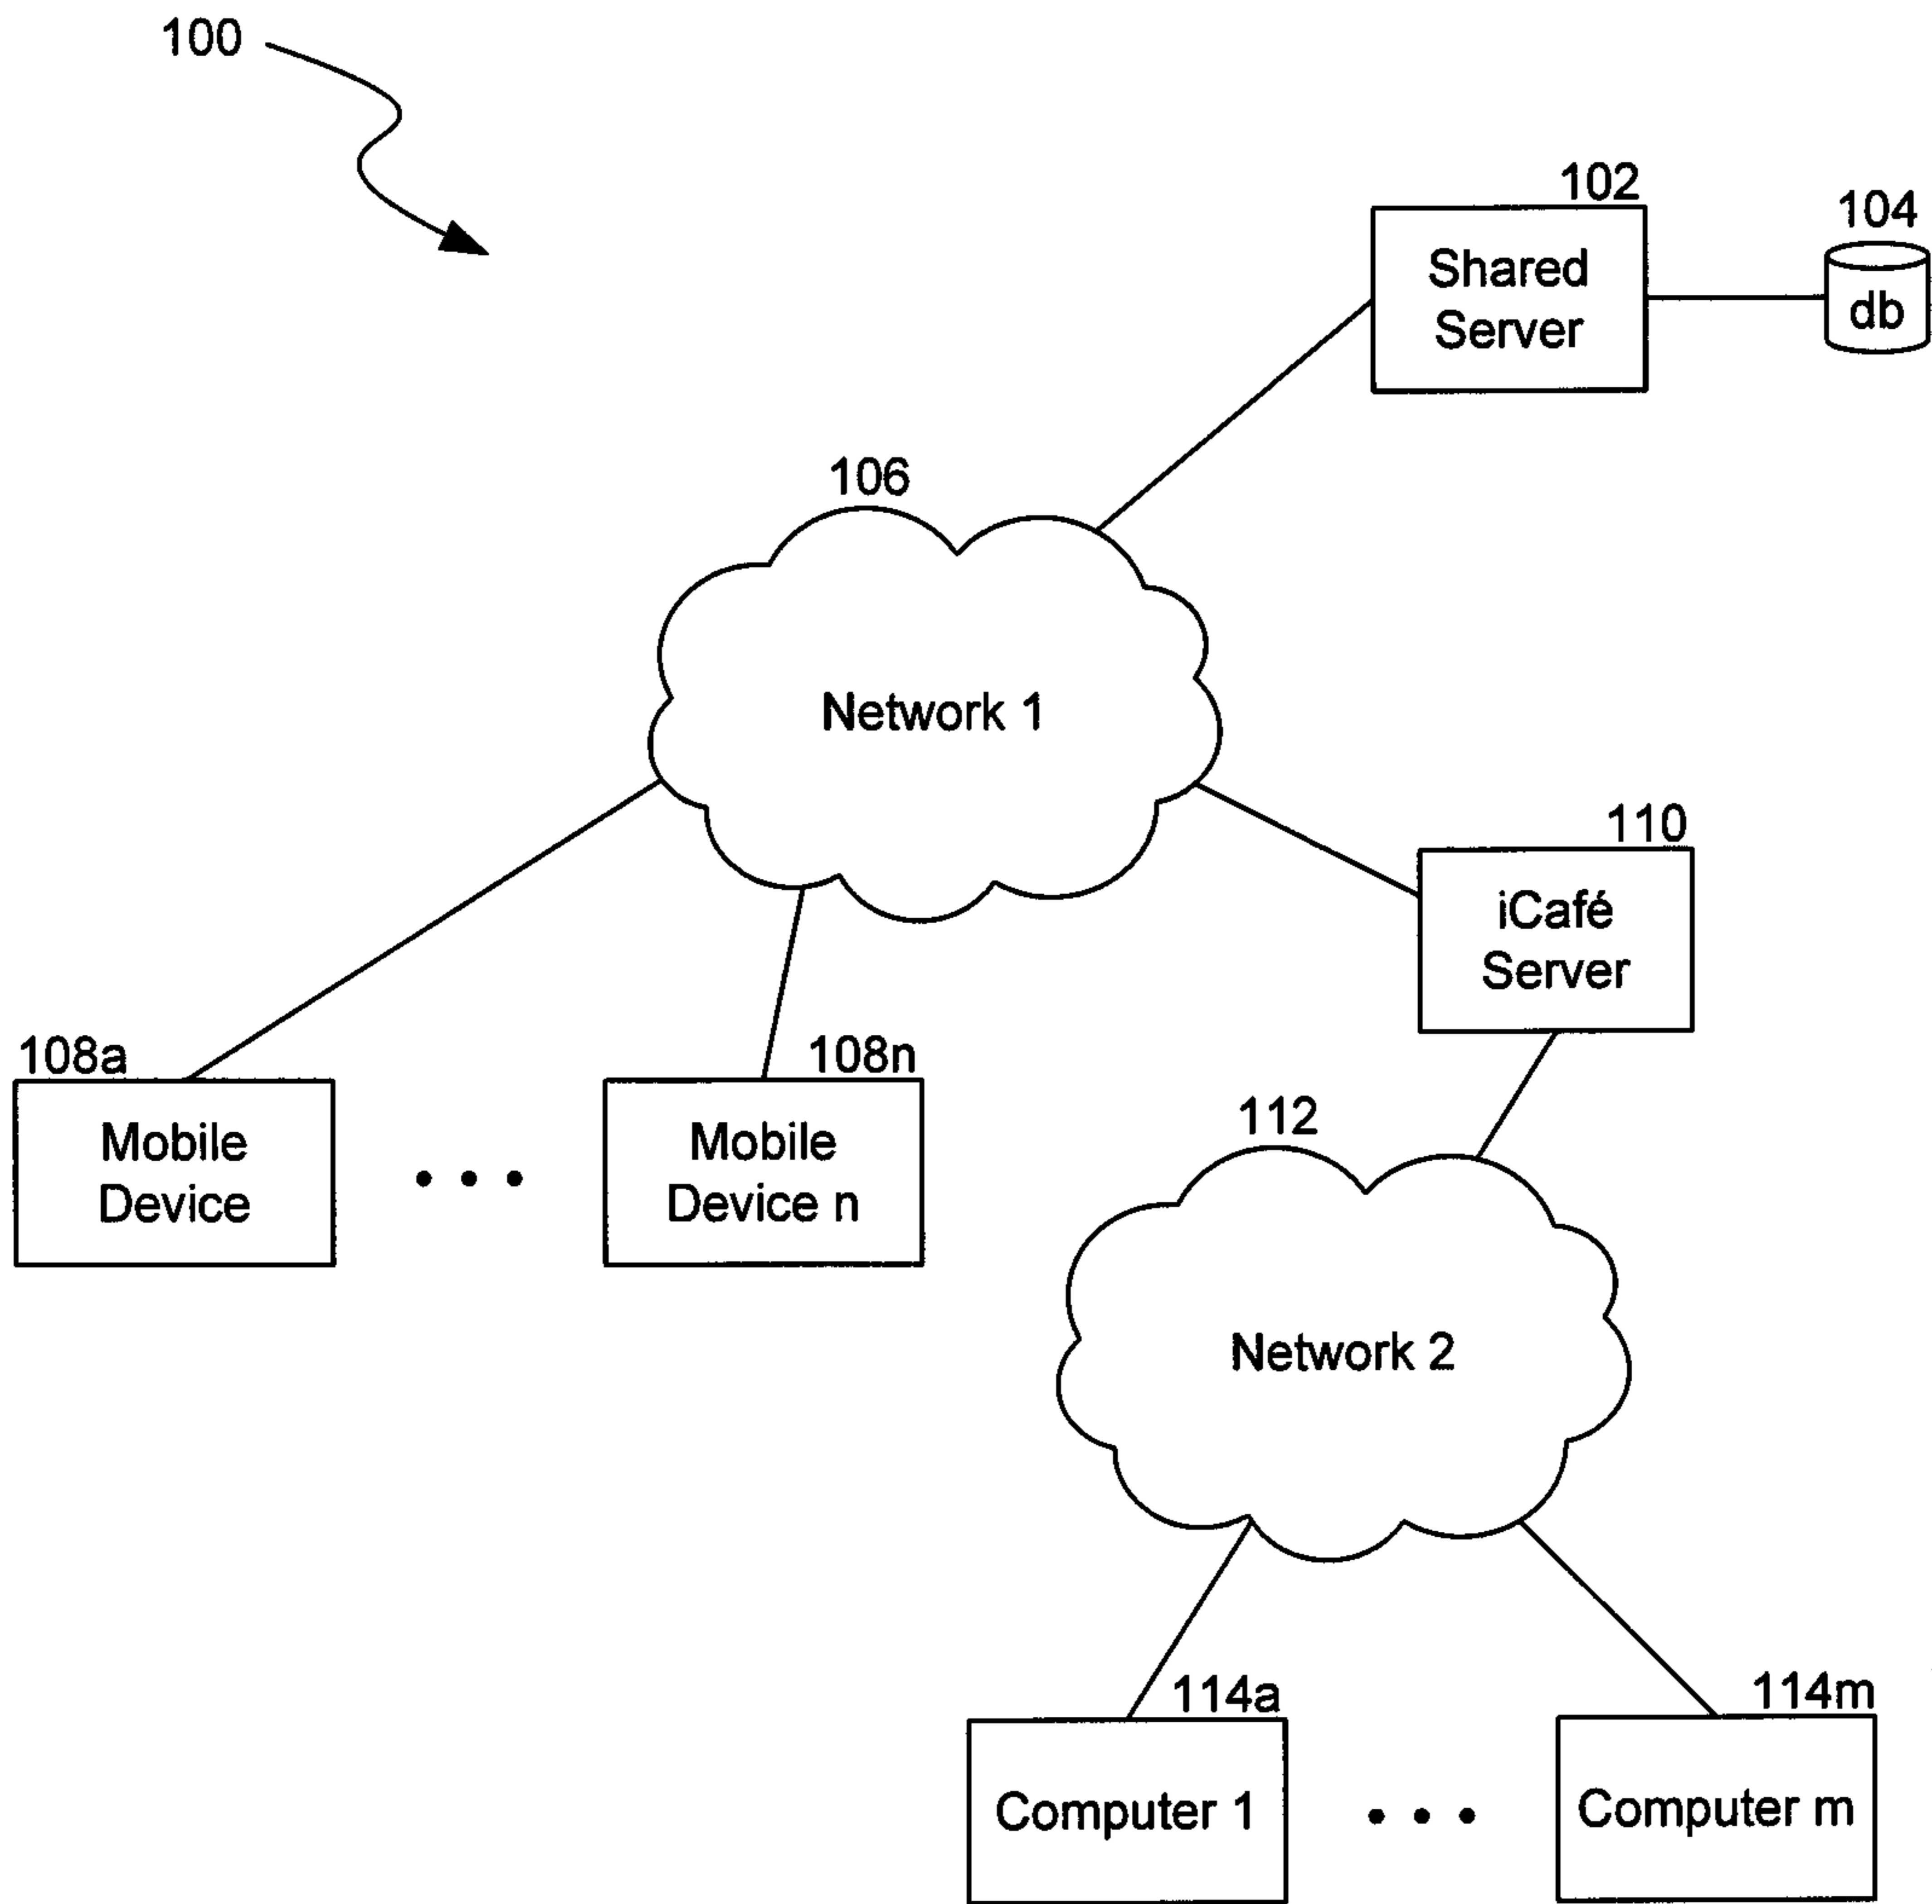 100
102
104
Shared
Server
db
106
Network 1
110
iCafé
Server
108a
108n
Mobile
Device
Mobile
Device n
112
Network 2
114a
114m
Computer 1
Computer m